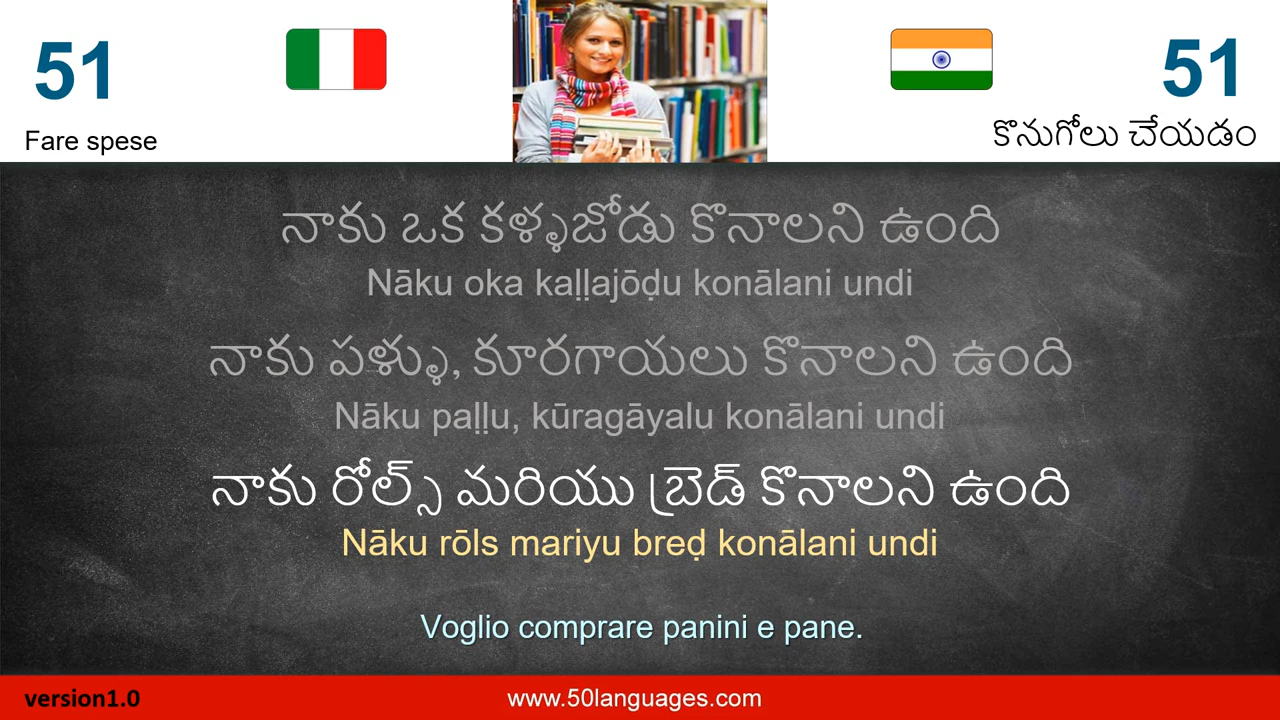 51
51
Fare spese
కొనుగోలు చేయడం
నాకు ఒక కళ్ళజోడు కొనాలని ఉంది
Nāku oka kaḷḷajōḍu konālani undi
నాకు పళ్ళు, కూరగాయలు కొనాలని ఉంది
Nāku paḷḷu, kūragāyalu konālani undi
నాకు రోల్స్ మరియు బ్రెడ్ కొనాలని ఉంది
Nāku rōls mariyu breḍ konālani undi
Voglio comprare panini e pane.
version1.0
www.50languages.com